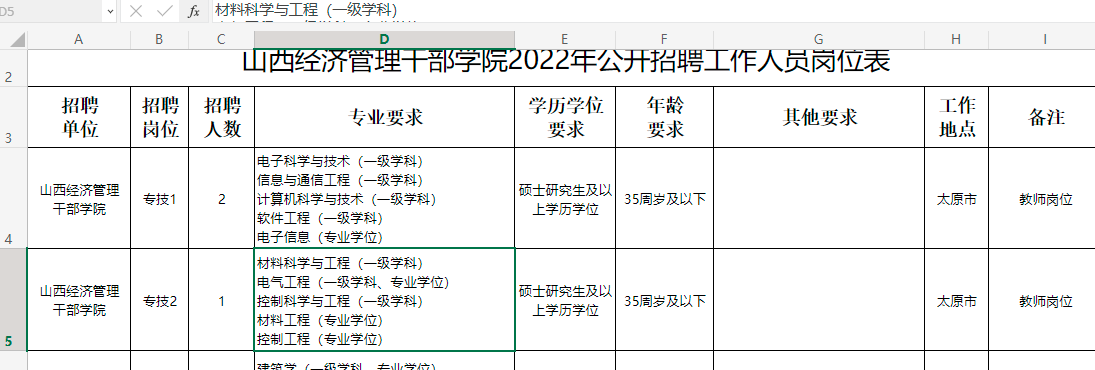 D5
fx
材料科学与工程（一级学科）
A B C D E F G H I
2
山西经济管理干部学院2022年公开招聘工作人员岗位表
3
招聘
单位
招聘
岗位
招聘
人数
专业要求
学历学位
要求
年龄
要求
其他要求
工作
地点
备注
4
山西经济管理
干部学院
专技1
2
电子科学与技术（一级学科）
信息与通信工程（一级学科）
计算机科学与技术（一级学科）
软件工程（一级学科）
电子信息（专业学位）
硕士研究生及以
上学历学位
35周岁及以下
太原市
教师岗位
5
山西经济管理
干部学院
专技2
1
材料科学与工程（一级学科）
电气工程（一级学科、专业学位）
控制科学与工程（一级学科）
材料工程（专业学位）
控制工程（专业学位）
硕士研究生及以
上学历学位
35周岁及以下
太原市
教师岗位
建筑学（一级学科、专业学位）